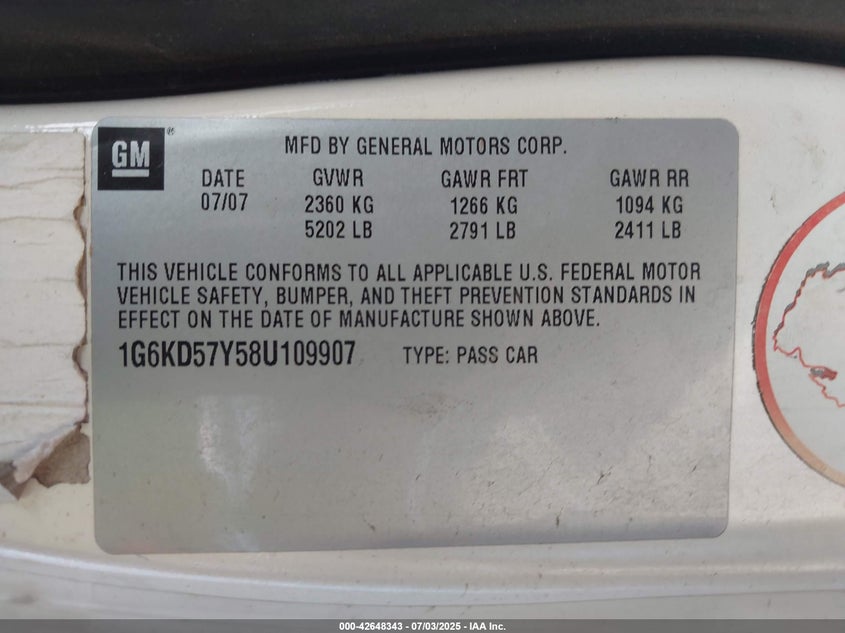 GM®
MFD BY GENERAL MOTORS CORP.
DATE GVWR GAWR FRT GAWR RR
07/07 2360 KG 1266 KG 1094 KG
5202 LB 2791 LB 2411 LB
THIS VEHICLE CONFORMS TO ALL APPLICABLE U.S. FEDERAL MOTOR
VEHICLE SAFETY, BUMPER, AND THEFT PREVENTION STANDARDS IN
EFFECT ON THE DATE OF MANUFACTURE SHOWN ABOVE.
1G6KD57Y58U109907 TYPE: PASS CAR
000-42648343 - 07/03/2025 - IAA Inc.